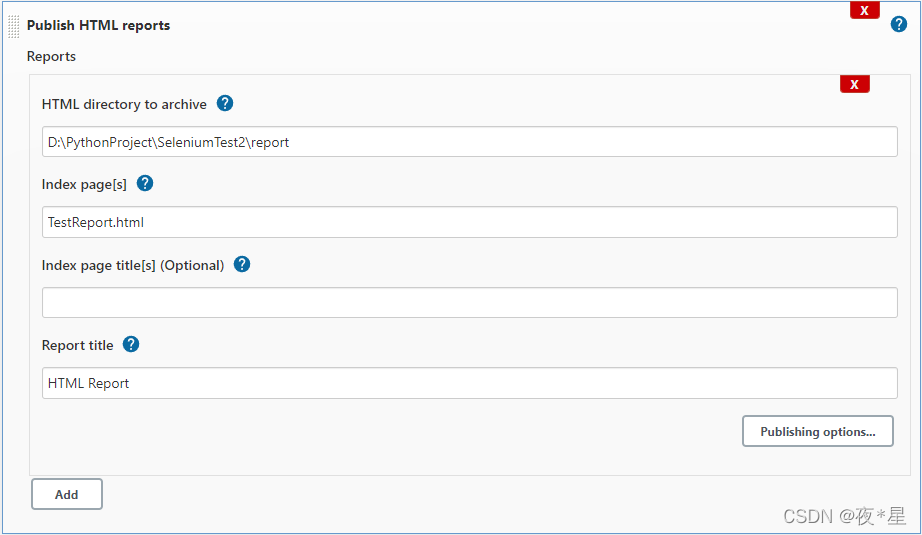 X
Publish HTML reports ?
Reports
X
HTML directory to archive ?
D:\PythonProject\SeleniumTest2\report
Index page[s] ?
TestReport.html
Index page title[s] (Optional) ?
Report title ?
HTML Report
Publishing options...
Add
CSDN @夜*星